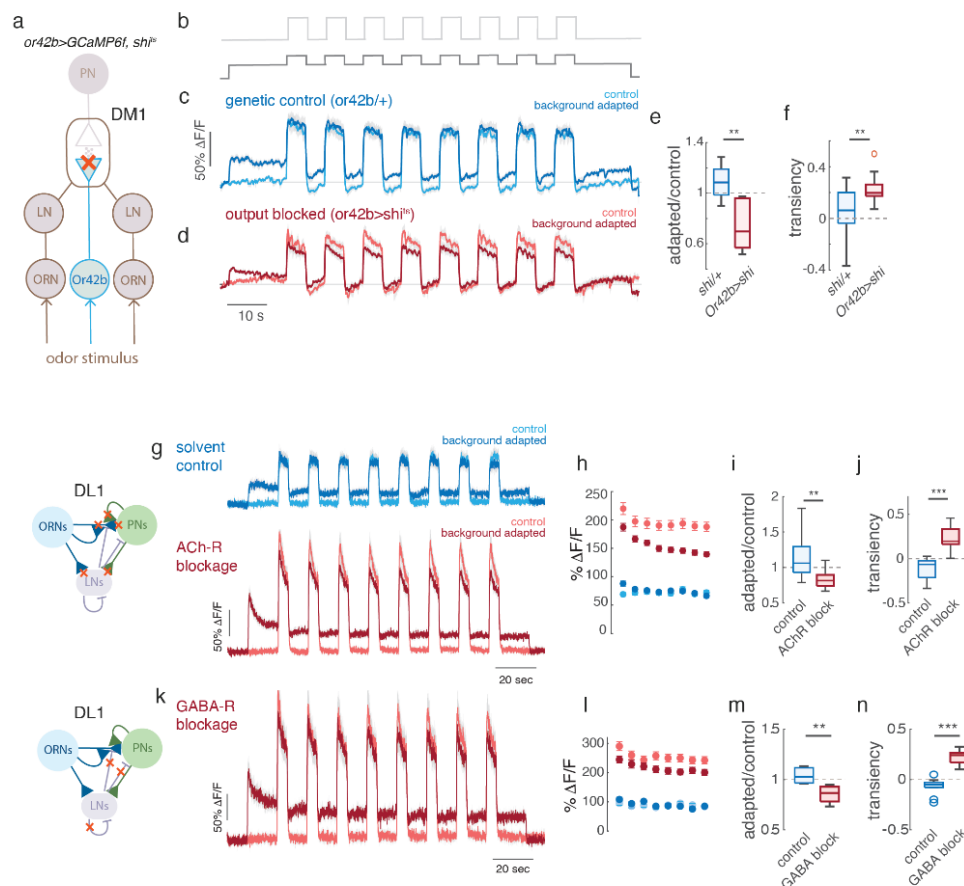 a
or42b>GCaMP6f, shiᵗˢ
PN
DM1
LN
LN
ORN
Or42b
ORN
odor stimulus
b
c
genetic control (or42b/+)
control
background adapted
50% ΔF/F
d
output blocked (or42b>shiᵗˢ)
control
background adapted
10 s
e
**
1.4
1
0.6
adapted/control
shi/+
Or42b>shi
f
**
0.4
0
-0.4
transiency
shi/+
Or42b>shi
g
solvent
control
control
background adapted
DL1
ORNs
PNs
LNs
ACh-R
blockage
control
background adapted
50% ΔF/F
20 sec
h
250
200
150
100
50
0
% ΔF/F
i
**
2
1.5
1
0.5
adapted/control
control
AChR block
j
***
0.5
0
-0.5
transiency
control
AChR block
k
GABA-R
blockage
DL1
ORNs
PNs
LNs
50% ΔF/F
20 sec
l
300
200
100
0
% ΔF/F
m
**
1.5
1
0.5
adapted/control
control
GABA block
n
***
0.5
0
-0.5
transiency
control
GABA block